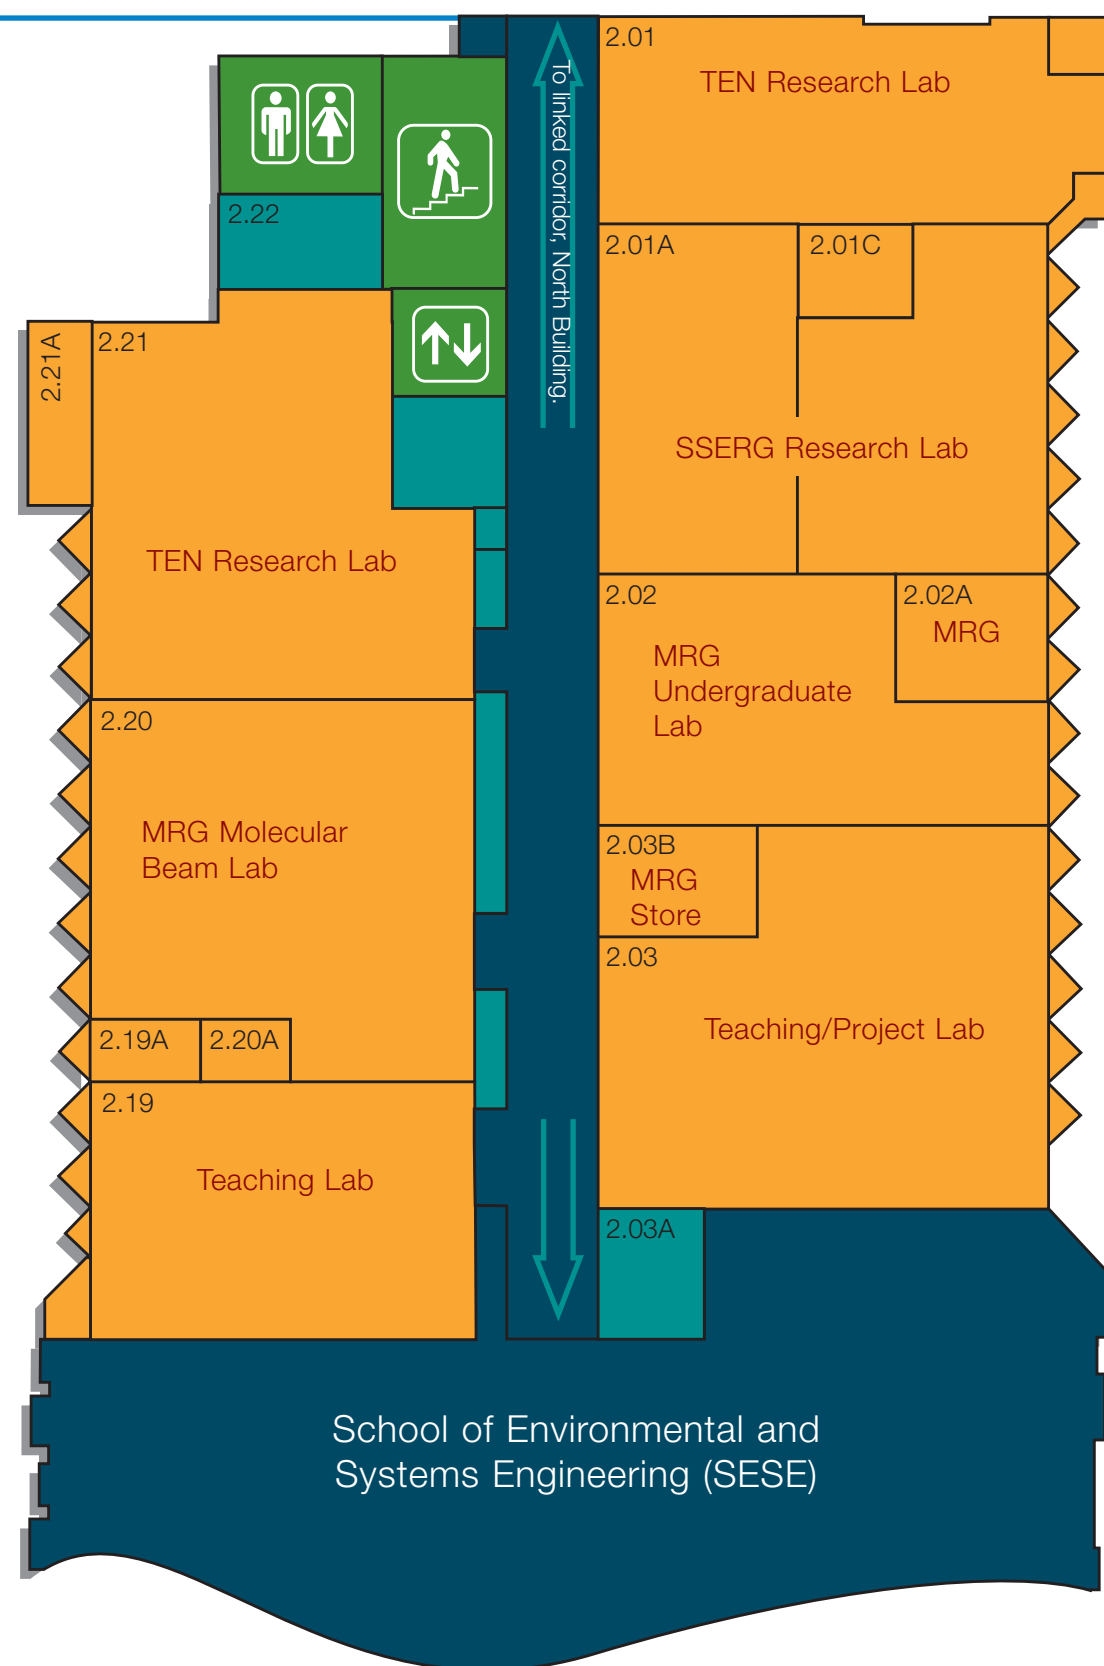 2.01
TEN Research Lab
To linked corridor, North Building.
2.22
2.01A
2.01C
2.21A
2.21
SSERG Research Lab
TEN Research Lab
2.02
2.02A
MRG
MRG
Undergraduate
Lab
2.20
MRG Molecular
Beam Lab
2.03B
MRG
Store
2.03
Teaching/Project Lab
2.19A
2.20A
2.19
Teaching Lab
2.03A
School of Environmental and
Systems Engineering (SESE)